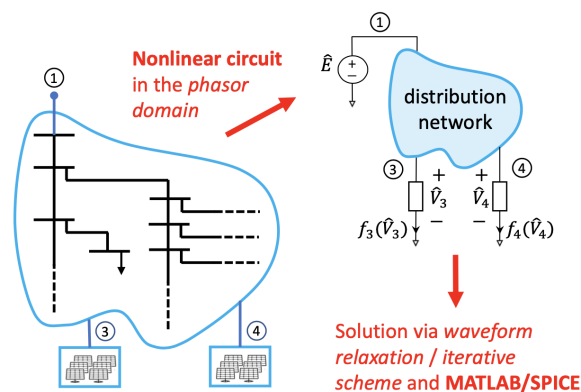 ①
Nonlinear circuit
in the phasor
domain
①
Ê
+
−
distribution
network
③
④
+
V̂₃
−
+
V̂₄
−
f₃(V̂₃)
f₄(V̂₄)
③
④
Solution via waveform
relaxation / iterative
scheme and MATLAB/SPICE